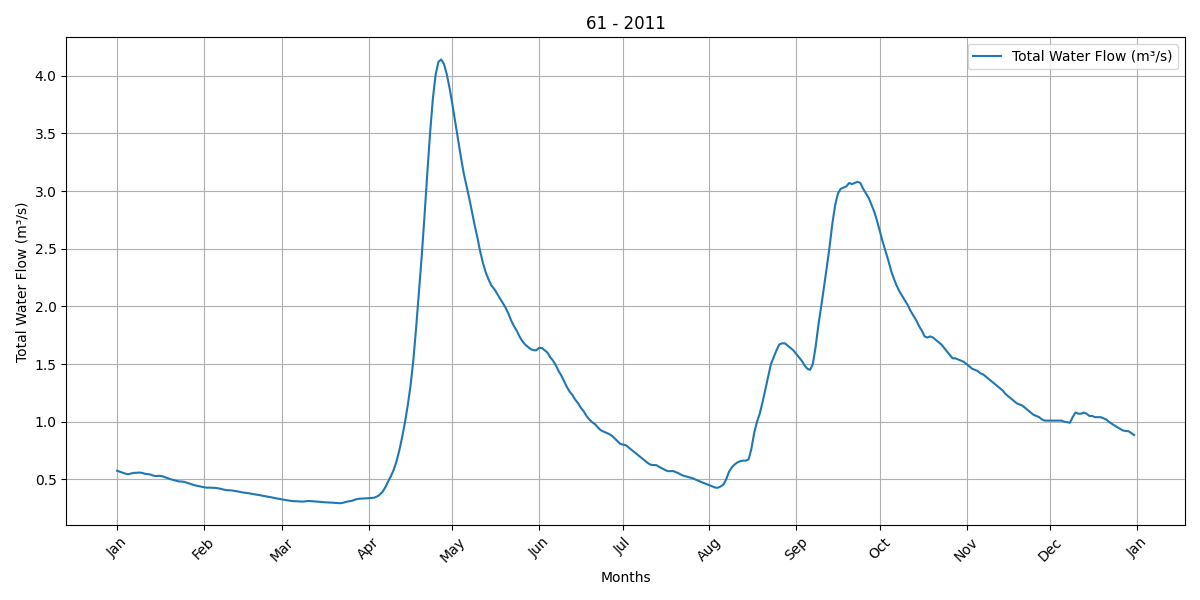 61 - 2011
Total Water Flow (m³/s)
Total Water Flow (m³/s)
4.0
3.5
3.0
2.5
2.0
1.5
1.0
0.5
Jan Feb Mar Apr May Jun Jul Aug Sep Oct Nov Dec Jan
Months